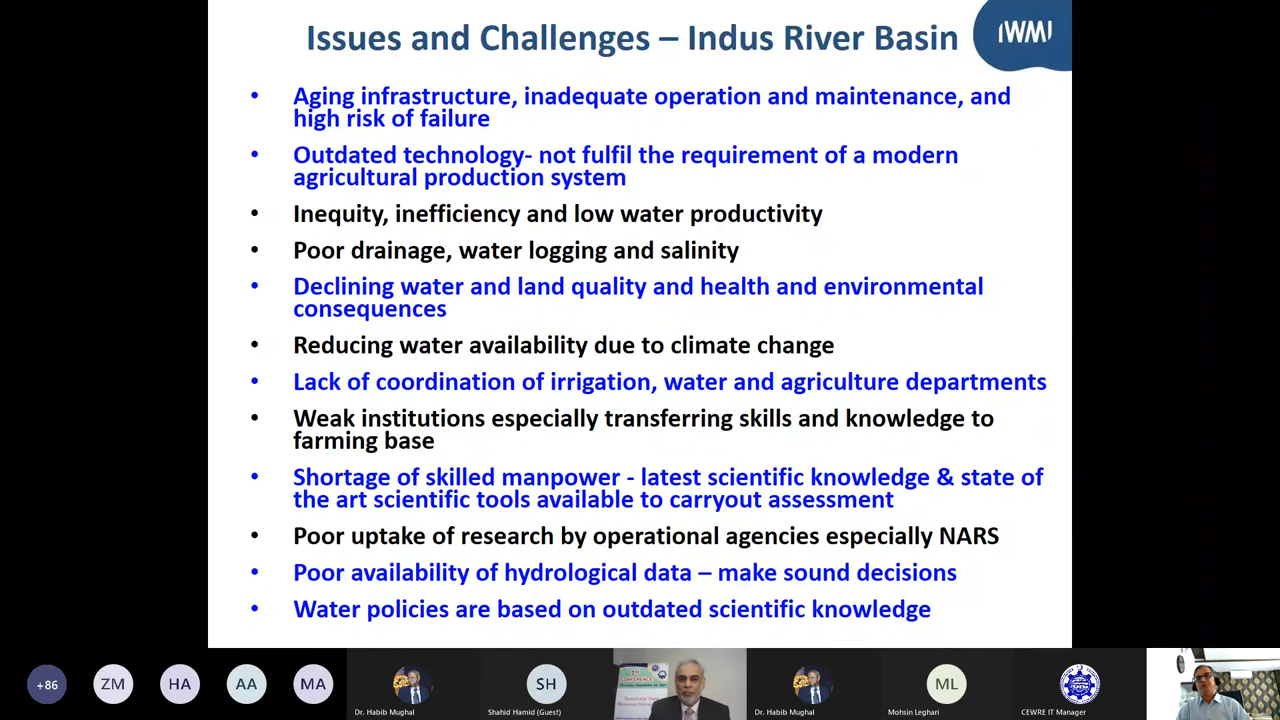 Issues and Challenges – Indus River Basin
IWMI
• Aging infrastructure, inadequate operation and maintenance, and
high risk of failure
• Outdated technology- not fulfil the requirement of a modern
agricultural production system
• Inequity, inefficiency and low water productivity
• Poor drainage, water logging and salinity
• Declining water and land quality and health and environmental
consequences
• Reducing water availability due to climate change
• Lack of coordination of irrigation, water and agriculture departments
• Weak institutions especially transferring skills and knowledge to
farming base
• Shortage of skilled manpower - latest scientific knowledge & state of
the art scientific tools available to carryout assessment
• Poor uptake of research by operational agencies especially NARS
• Poor availability of hydrological data – make sound decisions
• Water policies are based on outdated scientific knowledge
+86
ZM
HA
AA
MA
Dr. Habib Mughal
SH
Shahid Hamid (Guest)
CONFERENCE
Dr. Habib Mughal
ML
Mohsin Leghari
CEWRE IT Manager